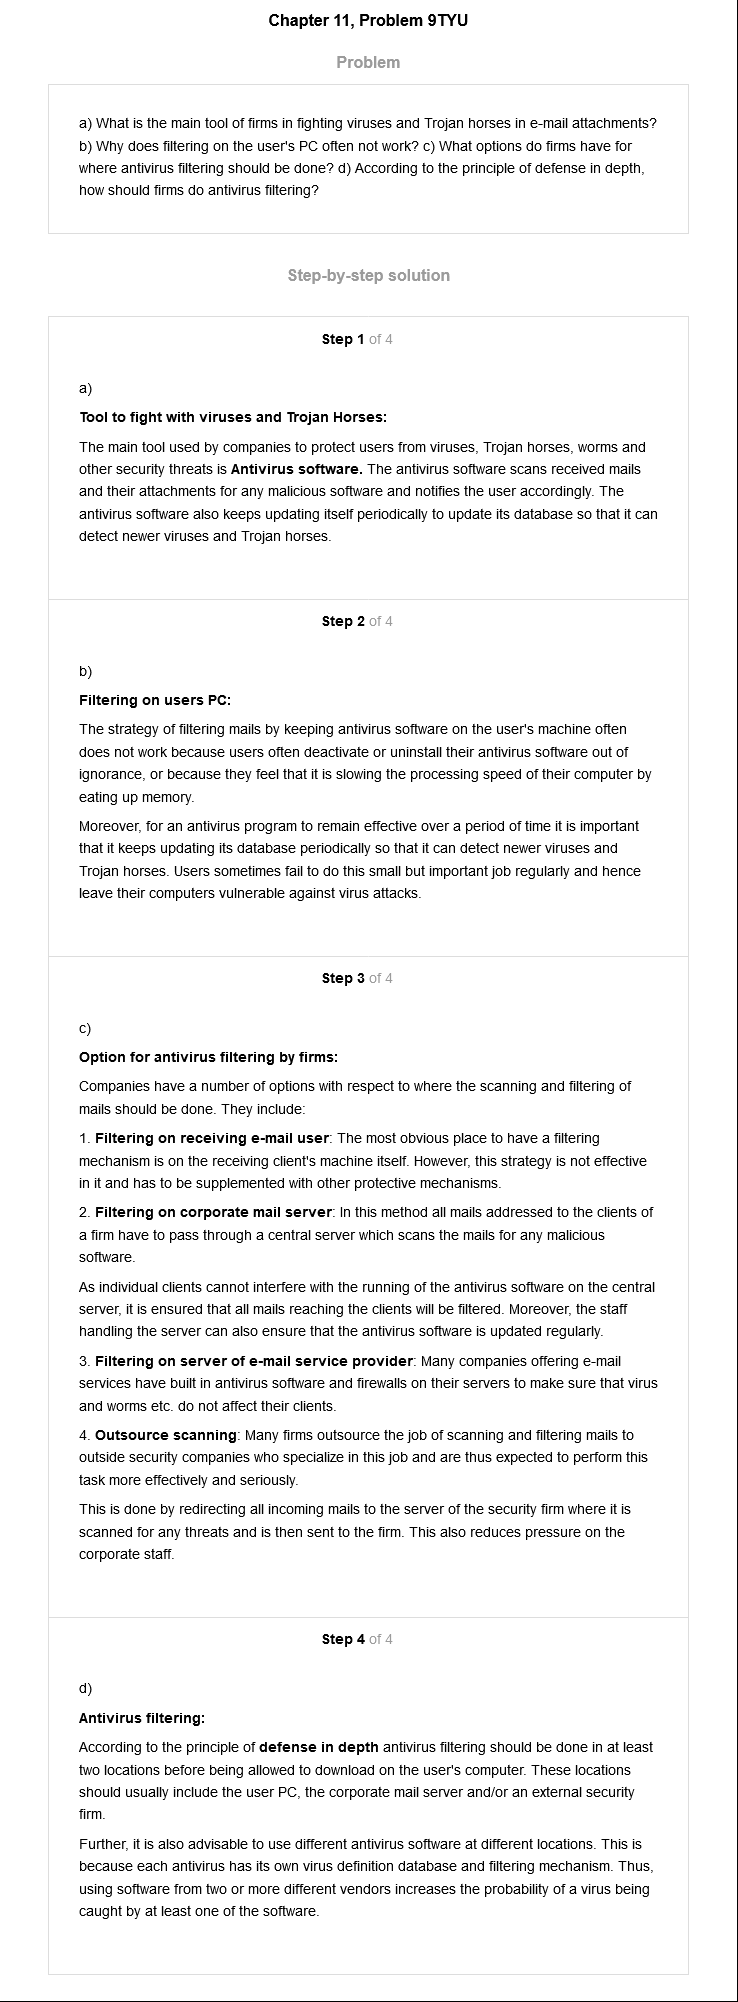 Chapter 11, Problem 9TYU
Problem
a) What is the main tool of firms in fighting viruses and Trojan horses in e-mail attachments?
b) Why does filtering on the user's PC often not work? c) What options do firms have for
where antivirus filtering should be done? d) According to the principle of defense in depth,
how should firms do antivirus filtering?
Step-by-step solution
Step 1 of 4
a)
Tool to fight with viruses and Trojan Horses:
The main tool used by companies to protect users from viruses, Trojan horses, worms and
other security threats is Antivirus software. The antivirus software scans received mails
and their attachments for any malicious software and notifies the user accordingly. The
antivirus software also keeps updating itself periodically to update its database so that it can
detect newer viruses and Trojan horses.
Step 2 of 4
b)
Filtering on users PC:
The strategy of filtering mails by keeping antivirus software on the user's machine often
does not work because users often deactivate or uninstall their antivirus software out of
ignorance, or because they feel that it is slowing the processing speed of their computer by
eating up memory.
Moreover, for an antivirus program to remain effective over a period of time it is important
that it keeps updating its database periodically so that it can detect newer viruses and
Trojan horses. Users sometimes fail to do this small but important job regularly and hence
leave their computers vulnerable against virus attacks.
Step 3 of 4
c)
Option for antivirus filtering by firms:
Companies have a number of options with respect to where the scanning and filtering of
mails should be done. They include:
1. Filtering on receiving e-mail user: The most obvious place to have a filtering
mechanism is on the receiving client's machine itself. However, this strategy is not effective
in it and has to be supplemented with other protective mechanisms.
2. Filtering on corporate mail server: In this method all mails addressed to the clients of
a firm have to pass through a central server which scans the mails for any malicious
software.
As individual clients cannot interfere with the running of the antivirus software on the central
server, it is ensured that all mails reaching the clients will be filtered. Moreover, the staff
handling the server can also ensure that the antivirus software is updated regularly.
3. Filtering on server of e-mail service provider: Many companies offering e-mail
services have built in antivirus software and firewalls on their servers to make sure that virus
and worms etc. do not affect their clients.
4. Outsource scanning: Many firms outsource the job of scanning and filtering mails to
outside security companies who specialize in this job and are thus expected to perform this
task more effectively and seriously.
This is done by redirecting all incoming mails to the server of the security firm where it is
scanned for any threats and is then sent to the firm. This also reduces pressure on the
corporate staff.
Step 4 of 4
d)
Antivirus filtering:
According to the principle of defense in depth antivirus filtering should be done in at least
two locations before being allowed to download on the user's computer. These locations
should usually include the user PC, the corporate mail server and/or an external security
firm.
Further, it is also advisable to use different antivirus software at different locations. This is
because each antivirus has its own virus definition database and filtering mechanism. Thus,
using software from two or more different vendors increases the probability of a virus being
caught by at least one of the software.